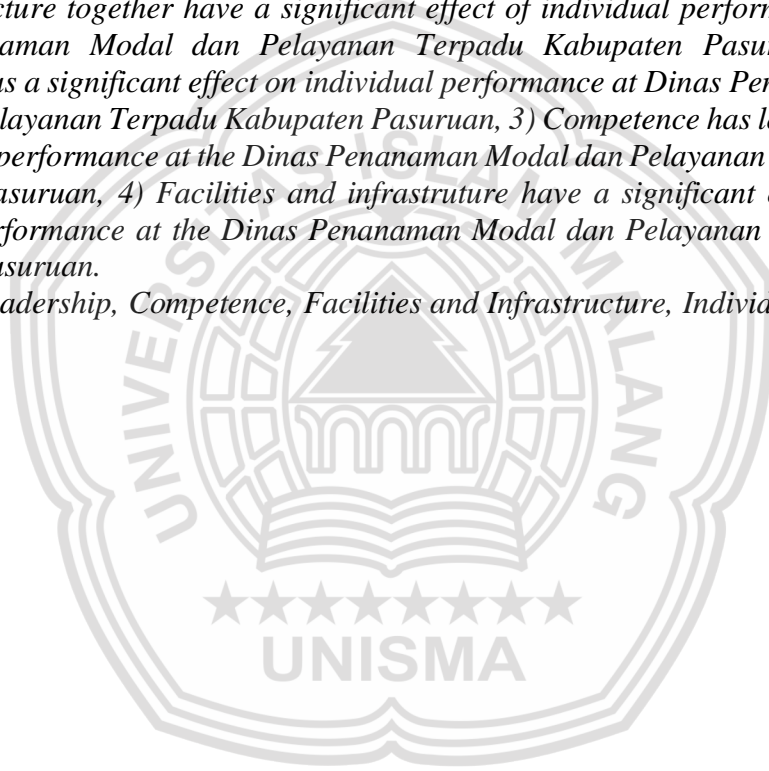 cture together have a significant effect of individual perform
aman Modal dan Pelayanan Terpadu Kabupaten Pasur
as a significant effect on individual performance at Dinas Pen
layanan Terpadu Kabupaten Pasuruan, 3) Competence has l
performance at the Dinas Penanaman Modal dan Pelayanan
asuruan, 4) Facilities and infrastruture have a significant e
rformance at the Dinas Penanaman Modal dan Pelayanan
asuruan.
adership, Competence, Facilities and Infrastructure, Individ
UNIVERSITAS ISLAM MALANG
UNISMA